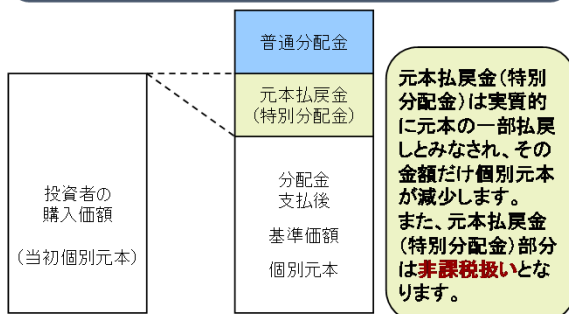 普通分配金
元本払戻金
(特別分配金)
投資者の
購入価額
(当初個別元本)
分配金
支払後
基準価額
個別元本
元本払戻金(特別
分配金)は実質的
に元本の一部払戻
しとみなされ、その
金額だけ個別元本
が減少します。
また、元本払戻金
(特別分配金)部分
は非課税扱いとな
ります。